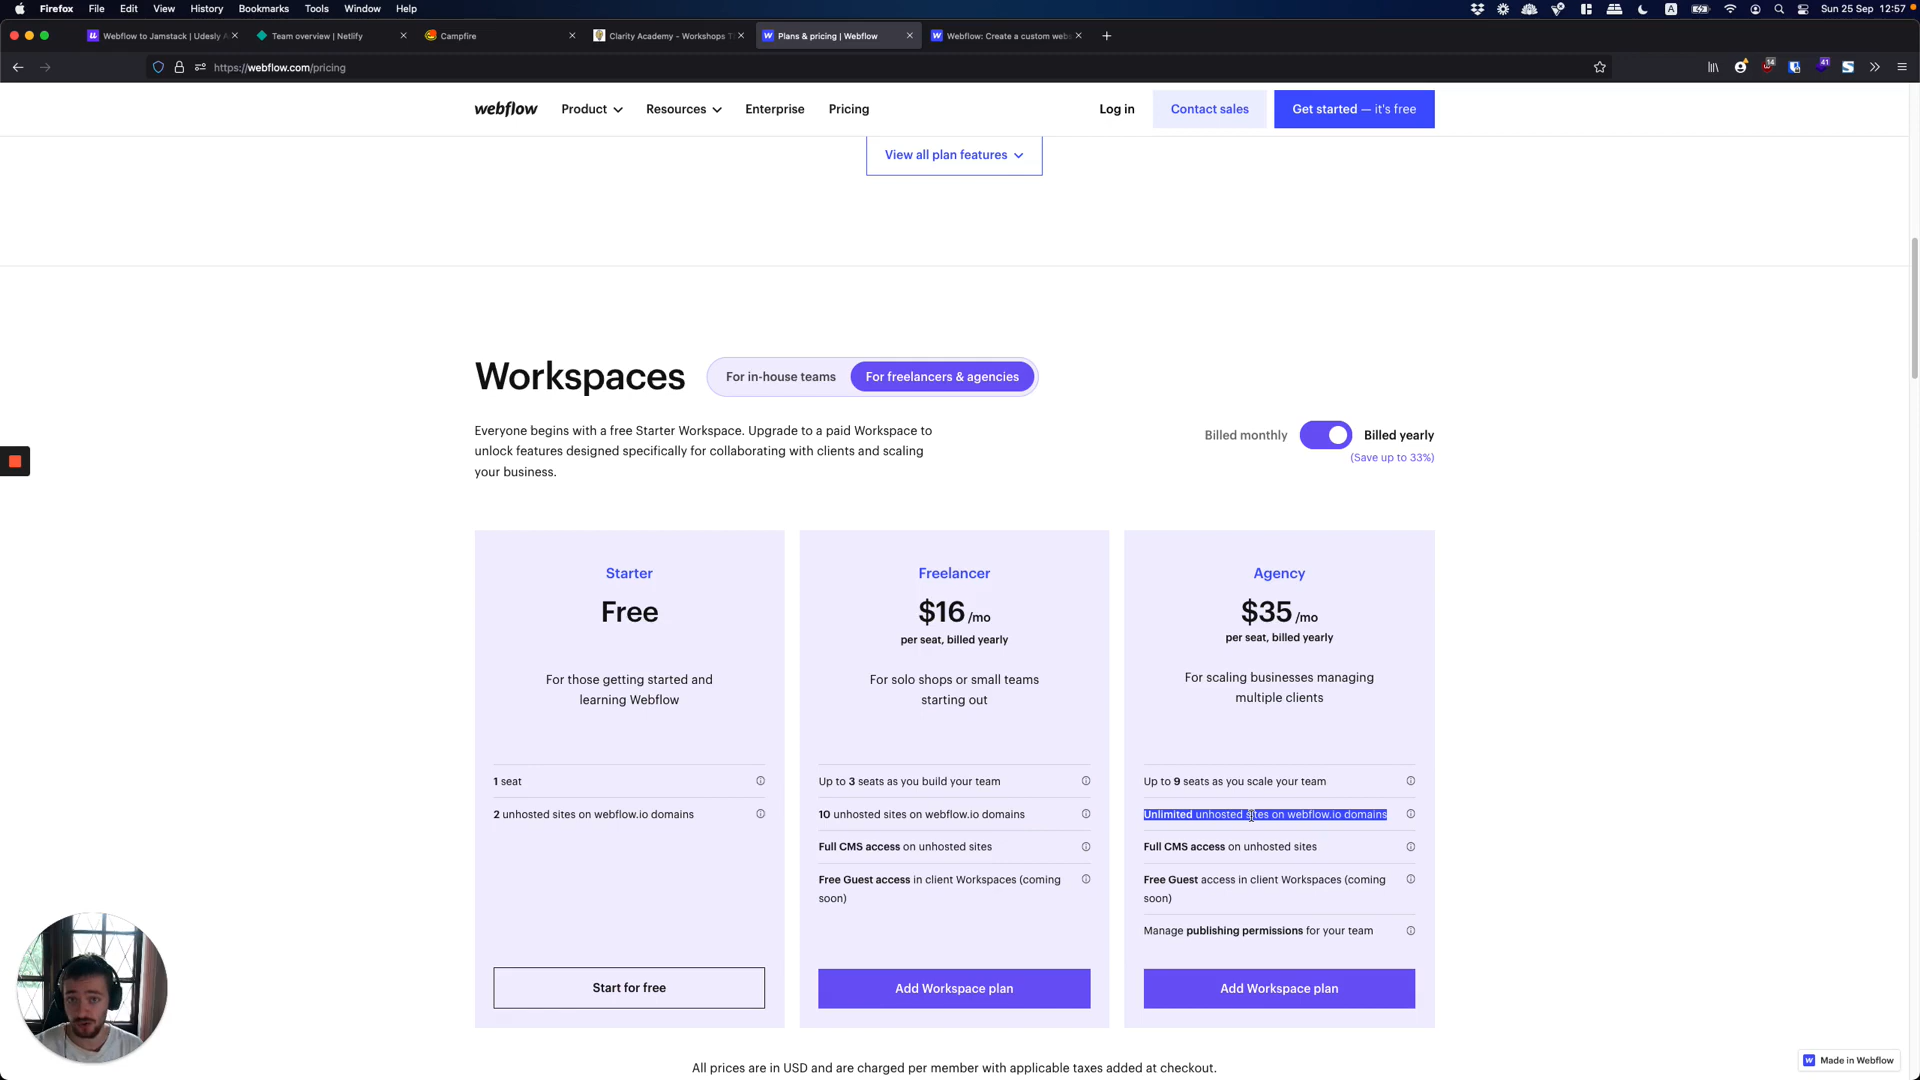 Firefox File Edit View History Bookmarks Tools Window Help
A
Sun 25 Sep 12:57
Webflow to Jamstack | Udesly A
Team overview | Netlify
Campfire
Clarity Academy - Workshops T
Plans & pricing | Webflow
Webflow: Create a custom webs
https://webflow.com/pricing
14
41
webflow
Product
Resources
Enterprise
Pricing
Log in
Contact sales
Get started — it's free
View all plan features
Workspaces
For in-house teams
For freelancers & agencies
Everyone begins with a free Starter Workspace. Upgrade to a paid Workspace to
unlock features designed specifically for collaborating with clients and scaling
your business.
Billed monthly
Billed yearly
(Save up to 33%)
Starter
Free
For those getting started and
learning Webflow
1 seat
2 unhosted sites on webflow.io domains
Start for free
Freelancer
$16 /mo
per seat, billed yearly
For solo shops or small teams
starting out
Up to 3 seats as you build your team
10 unhosted sites on webflow.io domains
Full CMS access on unhosted sites
Free Guest access in client Workspaces (coming
soon)
Add Workspace plan
Agency
$35 /mo
per seat, billed yearly
For scaling businesses managing
multiple clients
Up to 9 seats as you scale your team
Unlimited unhosted sites on webflow.io domains
Full CMS access on unhosted sites
Free Guest access in client Workspaces (coming
soon)
Manage publishing permissions for your team
Add Workspace plan
All prices are in USD and are charged per member with applicable taxes added at checkout.
Made in Webflow